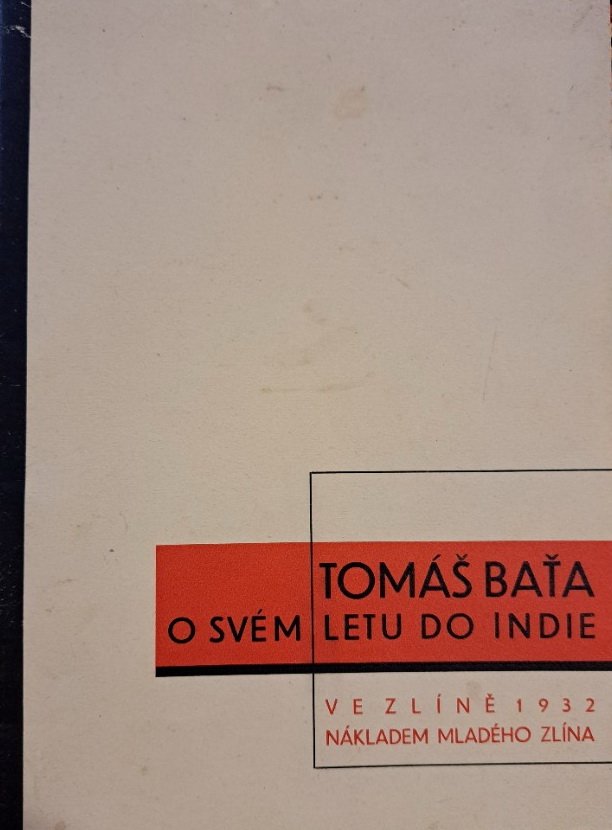 TOMÁŠ BAŤA
O SVÉM LETU DO INDIE
VE ZLÍNĚ 1932
NÁKLADEM MLADÉHO ZLÍNA